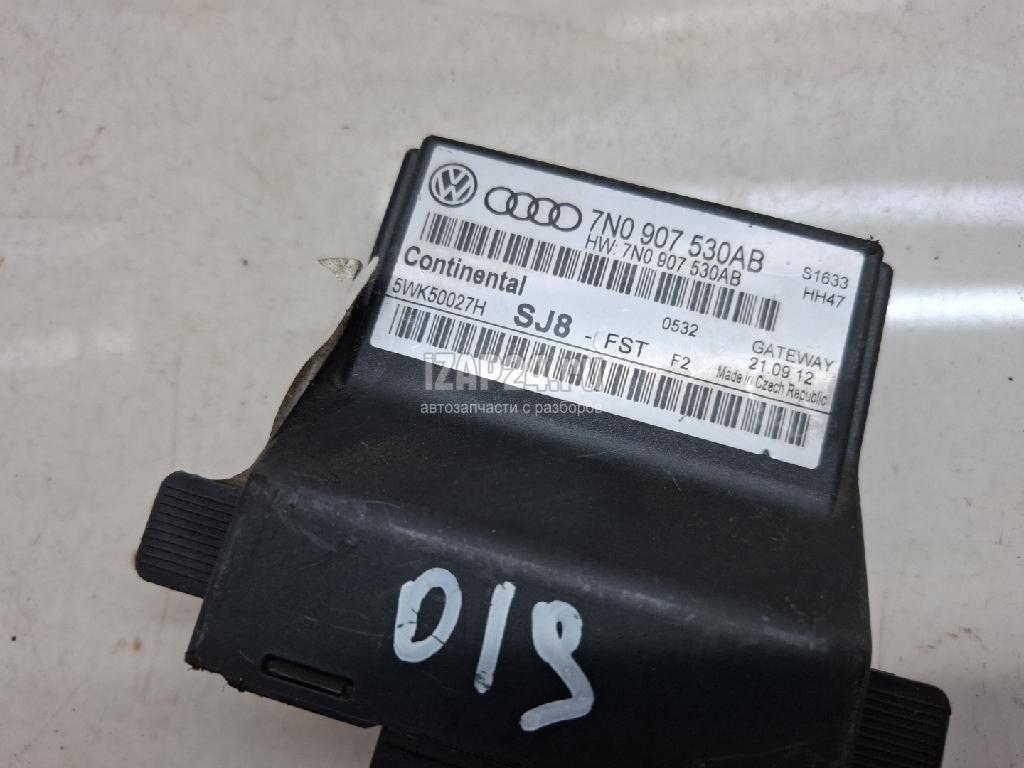 7N0 907 530AB
HW: 7N0 907 530AB
S1633
HH47
Continental
5WK50027H
SJ8 - FST
0532
F2
GATEWAY
21.09.12
Made in Czech Republic
IZAP24.RU
автозапчасти с разборов
019